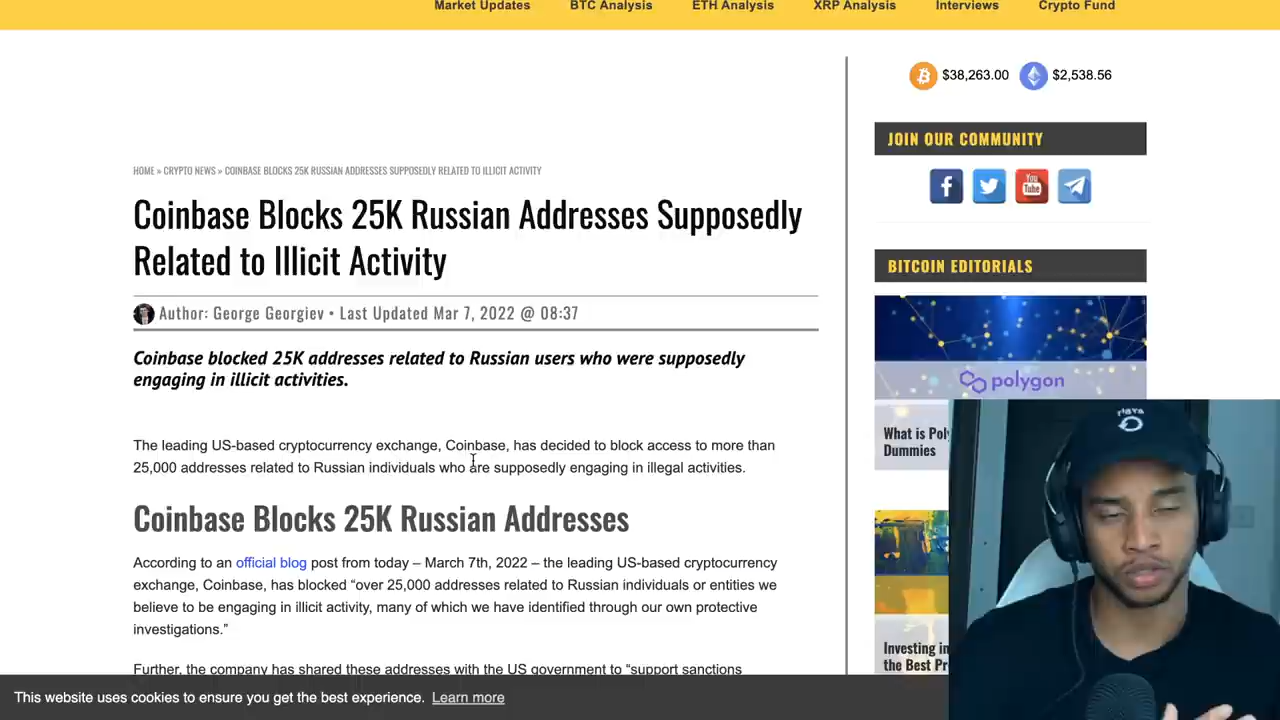 Market Updates BTC Analysis ETH Analysis XRP Analysis Interviews Crypto Fund
$38,263.00 $2,538.56
JOIN OUR COMMUNITY
You Tube
HOME » CRYPTO NEWS » COINBASE BLOCKS 25K RUSSIAN ADDRESSES SUPPOSEDLY RELATED TO ILLICIT ACTIVITY
Coinbase Blocks 25K Russian Addresses Supposedly
Related to Illicit Activity
Author: George Georgiev • Last Updated Mar 7, 2022 @ 08:37
Coinbase blocked 25K addresses related to Russian users who were supposedly
engaging in illicit activities.
The leading US-based cryptocurrency exchange, Coinbase, has decided to block access to more than
25,000 addresses related to Russian individuals who are supposedly engaging in illegal activities.
Coinbase Blocks 25K Russian Addresses
According to an official blog post from today – March 7th, 2022 – the leading US-based cryptocurrency
exchange, Coinbase, has blocked “over 25,000 addresses related to Russian individuals or entities we
believe to be engaging in illicit activity, many of which we have identified through our own protective
investigations.”
Further, the company has shared these addresses with the US government to “support sanctions
BITCOIN EDITORIALS
polygon
What is
Dummies
Investing in
the Best
This website uses cookies to ensure you get the best experience. Learn more